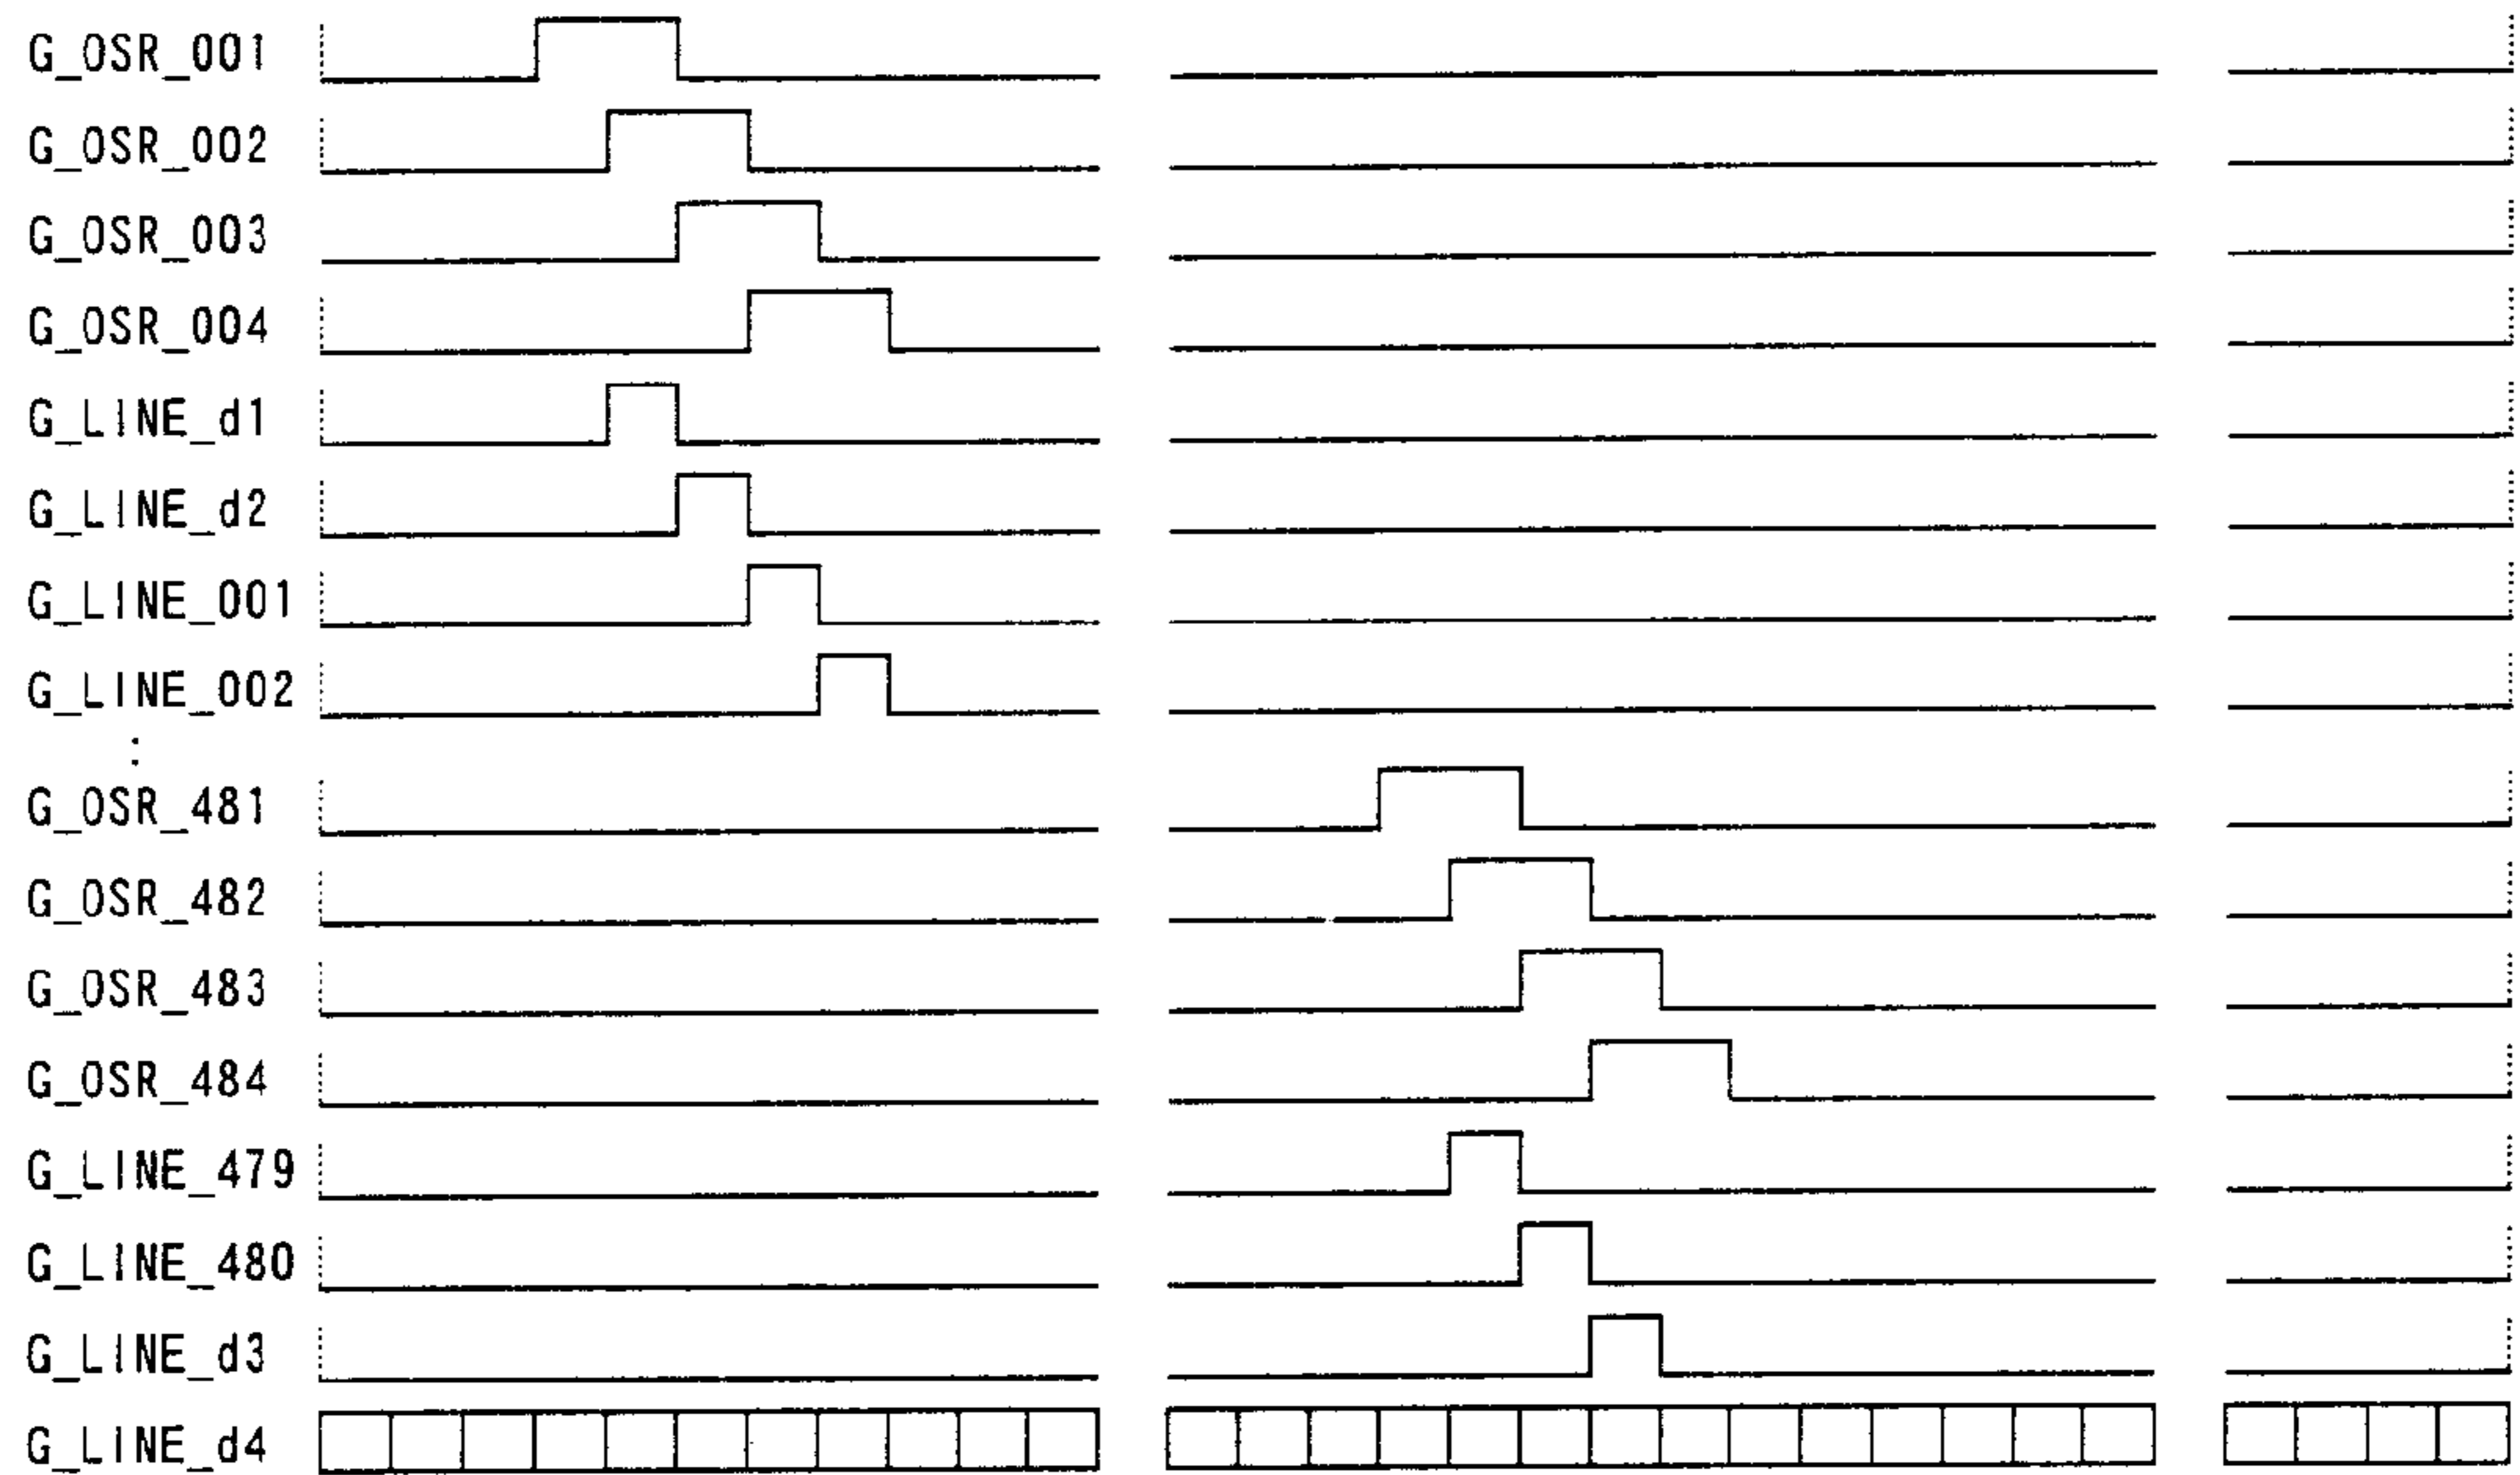 G_OSR_001
G_OSR_002
G_OSR_003
G_OSR_004
G_LINE_d1
G_LINE_d2
G_LINE_001
G_LINE_002
:
G_OSR_481
G_OSR_482
G_OSR_483
G_OSR_484
G_LINE_479
G_LINE_480
G_LINE_d3
G_LINE_d4